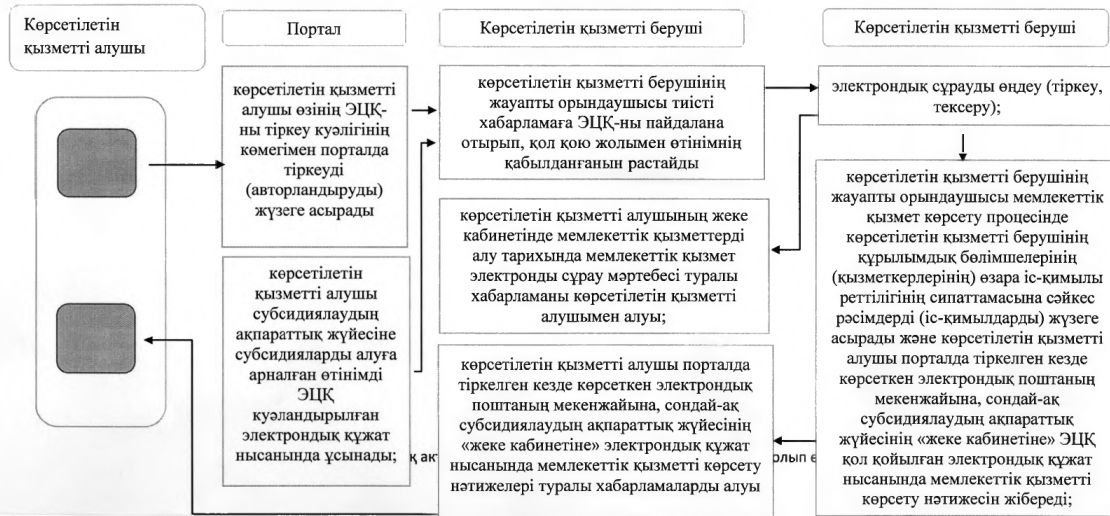 Көрсетілетін
қызметті алушы
Портал
Көрсетілетін қызметті беруші
Көрсетілетін қызметті беруші
көрсетілетін қызметті
алушы өзінің ЭЦҚ-
ны тіркеу куәлігінің
көмегімен порталда
тіркеуді
(авторландыруды)
жүзеге асырады
көрсетілетін
қызметті алушы
субсидиялаудың
ақпараттық жүйесіне
субсидияларды алуға
арналған өтінімді
ЭЦҚ
куәландырылған
электрондық құжат
нысанында ұсынады;
көрсетілетін қызметті берушінің
жауапты орындаушысы тиісті
хабарламаға ЭЦҚ-ны пайдалана
отырып, қол қою жолымен өтінімнің
қабылданғанын растайды
көрсетілетін қызметті алушының жеке
кабинетінде мемлекеттік қызметтерді
алу тарихында мемлекеттік қызмет
электронды сұрау мәртебесі туралы
хабарламаны көрсетілетін қызметті
алушымен алуы;
көрсетілетін қызметті алушы порталда
тіркелген кезде көрсеткен электрондық
поштаның мекенжайына, сондай-ақ
субсидиялаудың ақпараттық жүйесінің
«жеке кабинетіне» электрондық құжат
нысанында мемлекеттік қызметті көрсету
нәтижелері туралы хабарламаларды алуы
электрондық сұрауды өңдеу (тіркеу,
тексеру);
көрсетілетін қызметті берушінің
жауапты орындаушысы мемлекеттік
қызмет көрсету процесінде
көрсетілетін қызметті берушінің
құрылымдық бөлімшелерінің
(қызметкерлерінің) өзара іс-қимылы
реттілігінің сипаттамасына сәйкес
рәсімдерді (іс-қимылдарды) жүзеге
асырады және көрсетілетін қызметті
алушы порталда тіркелген кезде
көрсеткен электрондық поштаның
мекенжайына, сондай-ақ
субсидиялаудың ақпараттық
жүйесінің «жеке кабинетіне» ЭЦҚ
қол қойылған электрондық құжат
нысанында мемлекеттік қызметті
көрсету нәтижесін жібереді;